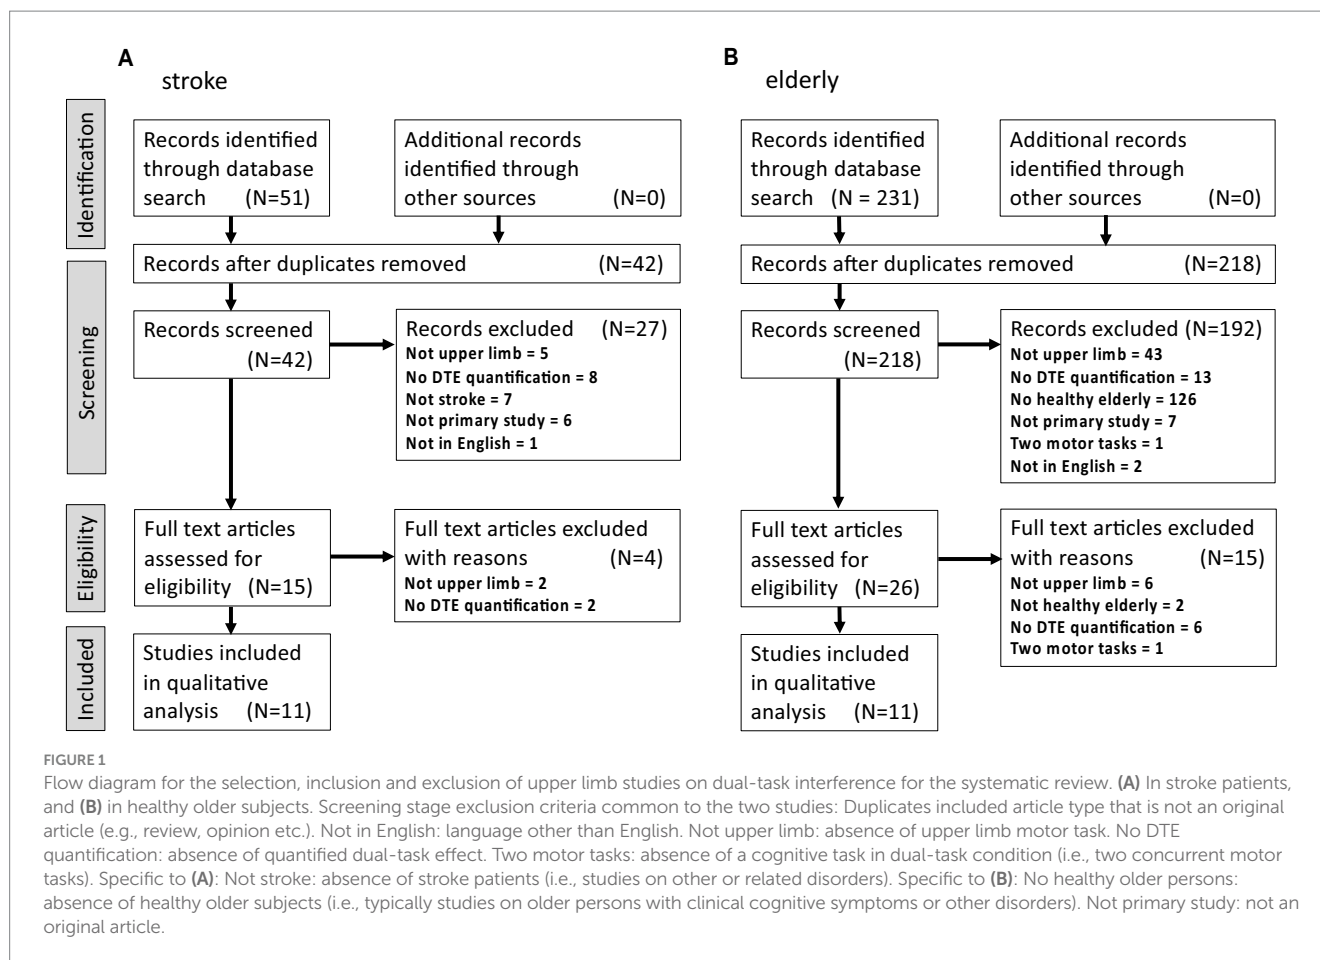 A
stroke
Identification
Records identified
through database
search (N=51)
Additional records
identified through
other sources (N=0)
Records after duplicates removed (N=42)
Screening
Records screened
(N=42)
Records excluded (N=27)
Not upper limb = 5
No DTE quantification = 8
Not stroke = 7
Not primary study = 6
Not in English = 1
Eligibility
Full text articles
assessed for
eligibility (N=15)
Full text articles excluded
with reasons (N=4)
Not upper limb = 2
No DTE quantification = 2
Included
Studies included
in qualitative
analysis (N=11)
B
elderly
Records identified
through database
search (N = 231)
Additional records
identified through
other sources (N=0)
Records after duplicates removed (N=218)
Records screened
(N=218)
Records excluded (N=192)
Not upper limb = 43
No DTE quantification = 13
No healthy elderly = 126
Not primary study = 7
Two motor tasks = 1
Not in English = 2
Full text articles
assessed for
eligibility (N=26)
Full text articles excluded
with reasons (N=15)
Not upper limb = 6
Not healthy elderly = 2
No DTE quantification = 6
Two motor tasks = 1
Studies included
in qualitative
analysis (N=11)
FIGURE 1
Flow diagram for the selection, inclusion and exclusion of upper limb studies on dual-task interference for the systematic review. (A) In stroke patients,
and (B) in healthy older subjects. Screening stage exclusion criteria common to the two studies: Duplicates included article type that is not an original
article (e.g., review, opinion etc.). Not in English: language other than English. Not upper limb: absence of upper limb motor task. No DTE
quantification: absence of quantified dual-task effect. Two motor tasks: absence of a cognitive task in dual-task condition (i.e., two concurrent motor
tasks). Specific to (A): Not stroke: absence of stroke patients (i.e., studies on other or related disorders). Specific to (B): No healthy older persons:
absence of healthy older subjects (i.e., typically studies on older persons with clinical cognitive symptoms or other disorders). Not primary study: not an
original article.